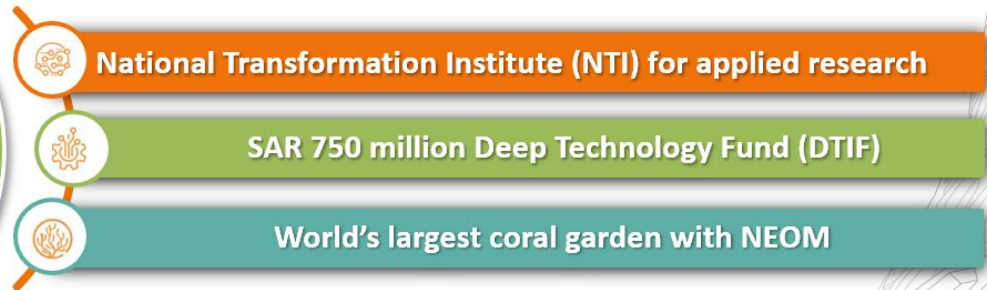 National Transformation Institute (NTI) for applied research
SAR 750 million Deep Technology Fund (DTIF)
World’s largest coral garden with NEOM